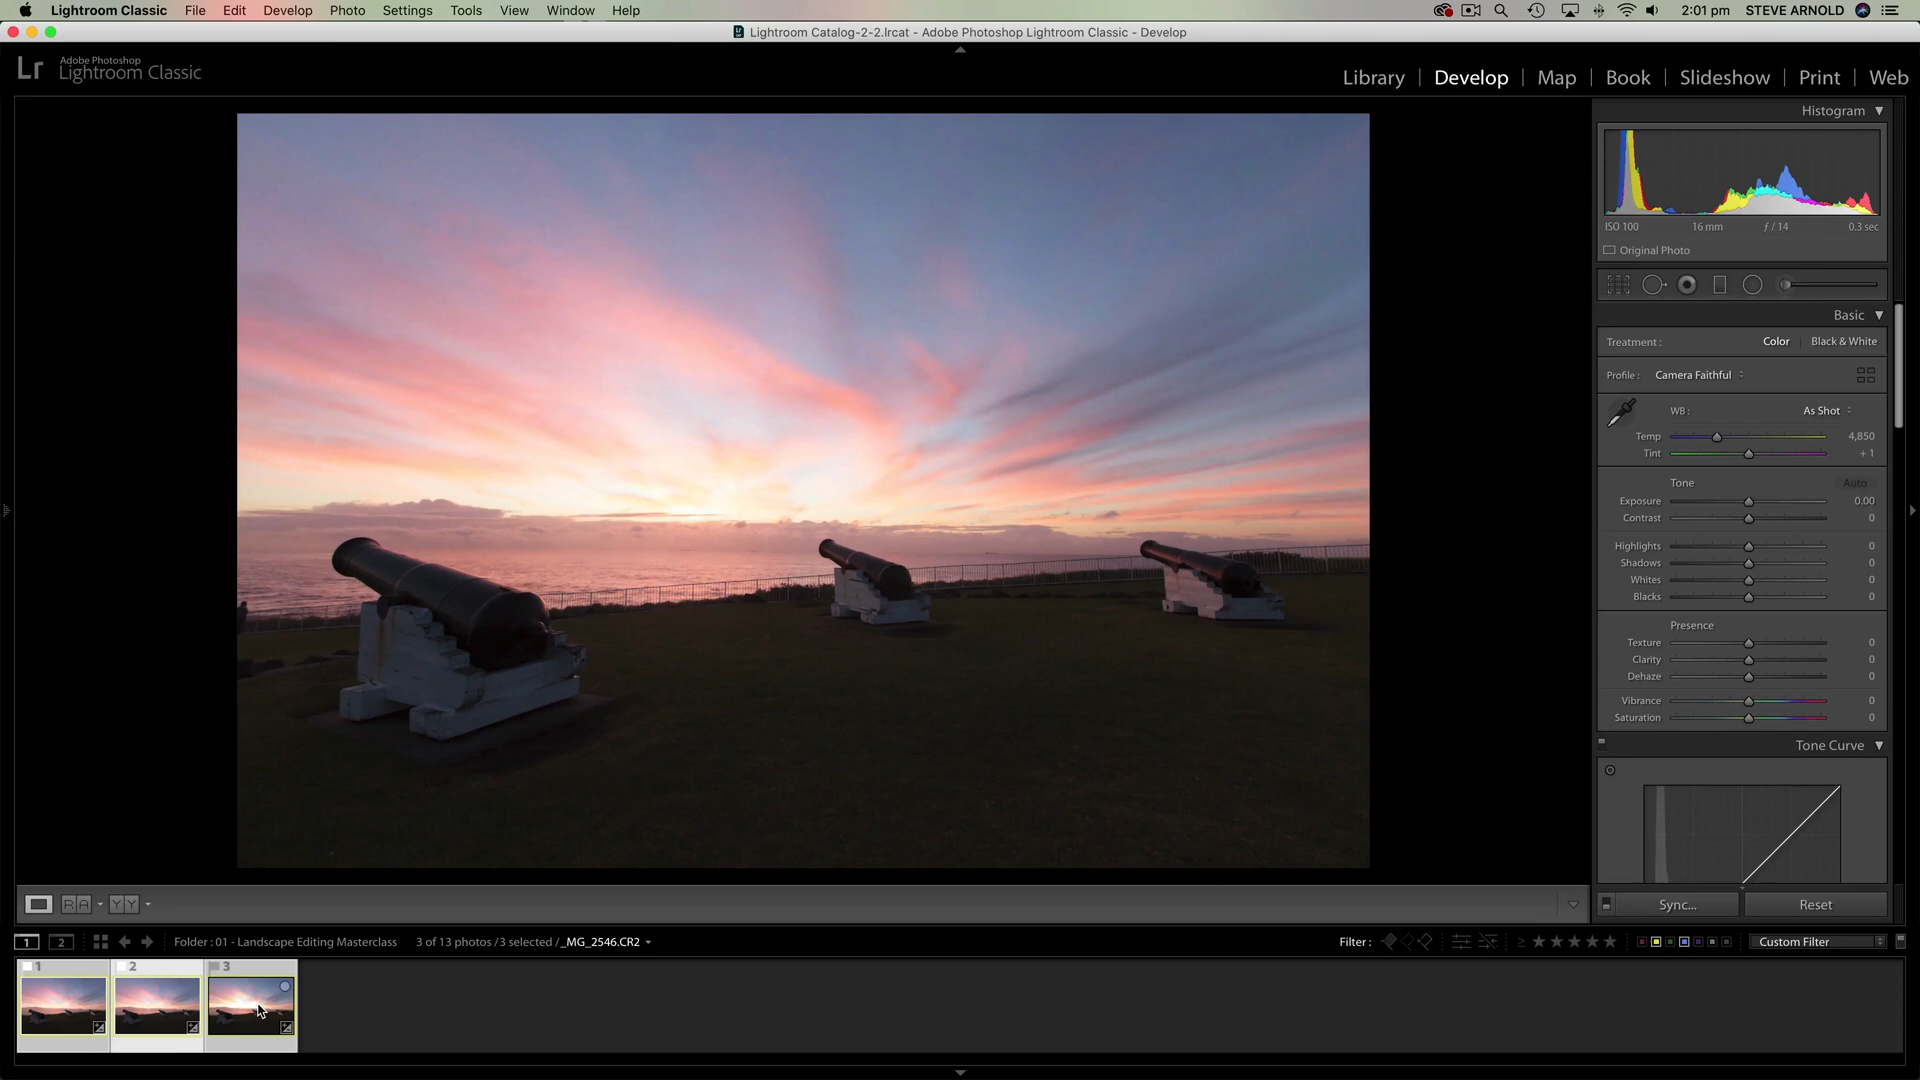 Lightroom Classic File Edit Develop Photo Settings Tools View Window Help 2:01 pm STEVE ARNOLD
Lightroom Catalog-2-2.lrcat - Adobe Photoshop Lightroom Classic - Develop
Lr Adobe Photoshop
Lightroom Classic
Library | Develop | Map | Book | Slideshow | Print | Web
Histogram
ISO 100 16 mm ƒ / 14 0.3 sec
Original Photo
Basic
Treatment : Color Black & White
Profile : Camera Faithful
WB : As Shot
Temp 4,850
Tint + 1
Tone Auto
Exposure 0.00
Contrast 0
Highlights 0
Shadows 0
Whites 0
Blacks 0
Presence
Texture 0
Clarity 0
Dehaze 0
Vibrance 0
Saturation 0
Tone Curve
Sync... Reset
R A Y Y
1 2 Folder : 01 - Landscape Editing Masterclass 3 of 13 photos /3 selected / _MG_2546.CR2 Filter : ≥ ★ ★ ★ ★ ★ Custom Filter
1 2 3